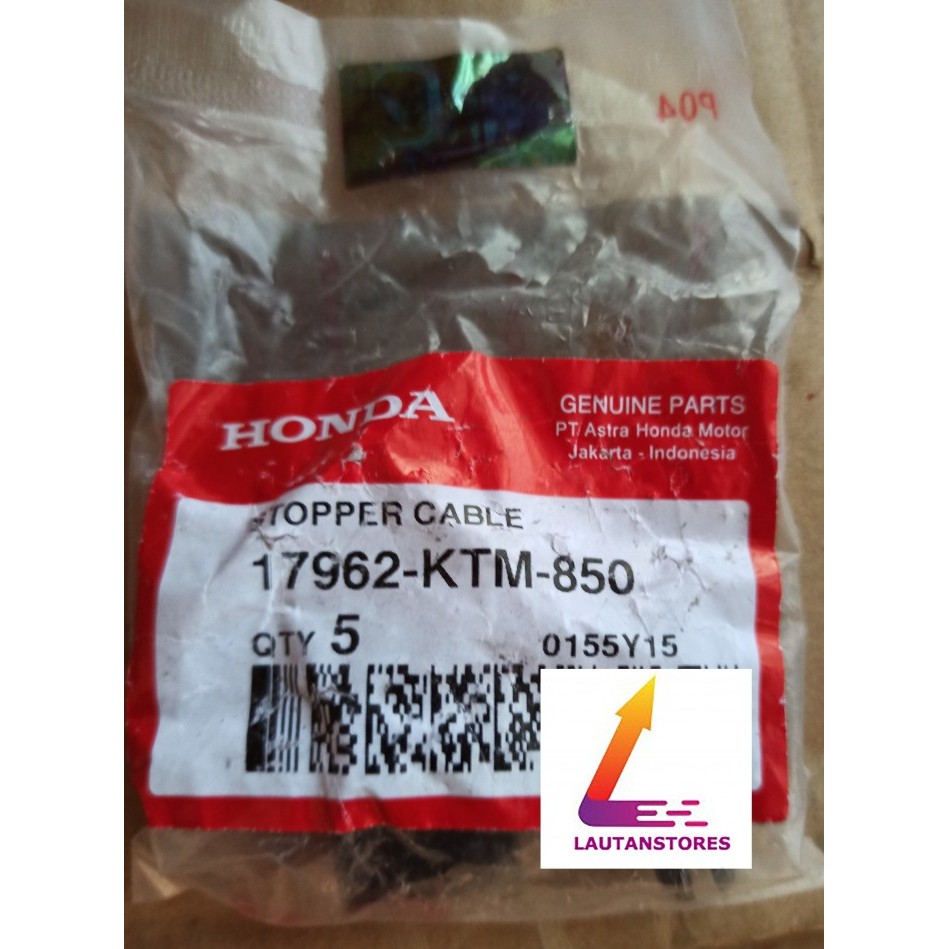 P04
HONDA
GENUINE PARTS
PT Astra Honda Motor
Jakarta - Indonesia
STOPPER CABLE
17962-KTM-850
QTY 5
0155Y15
LAUTANSTORES